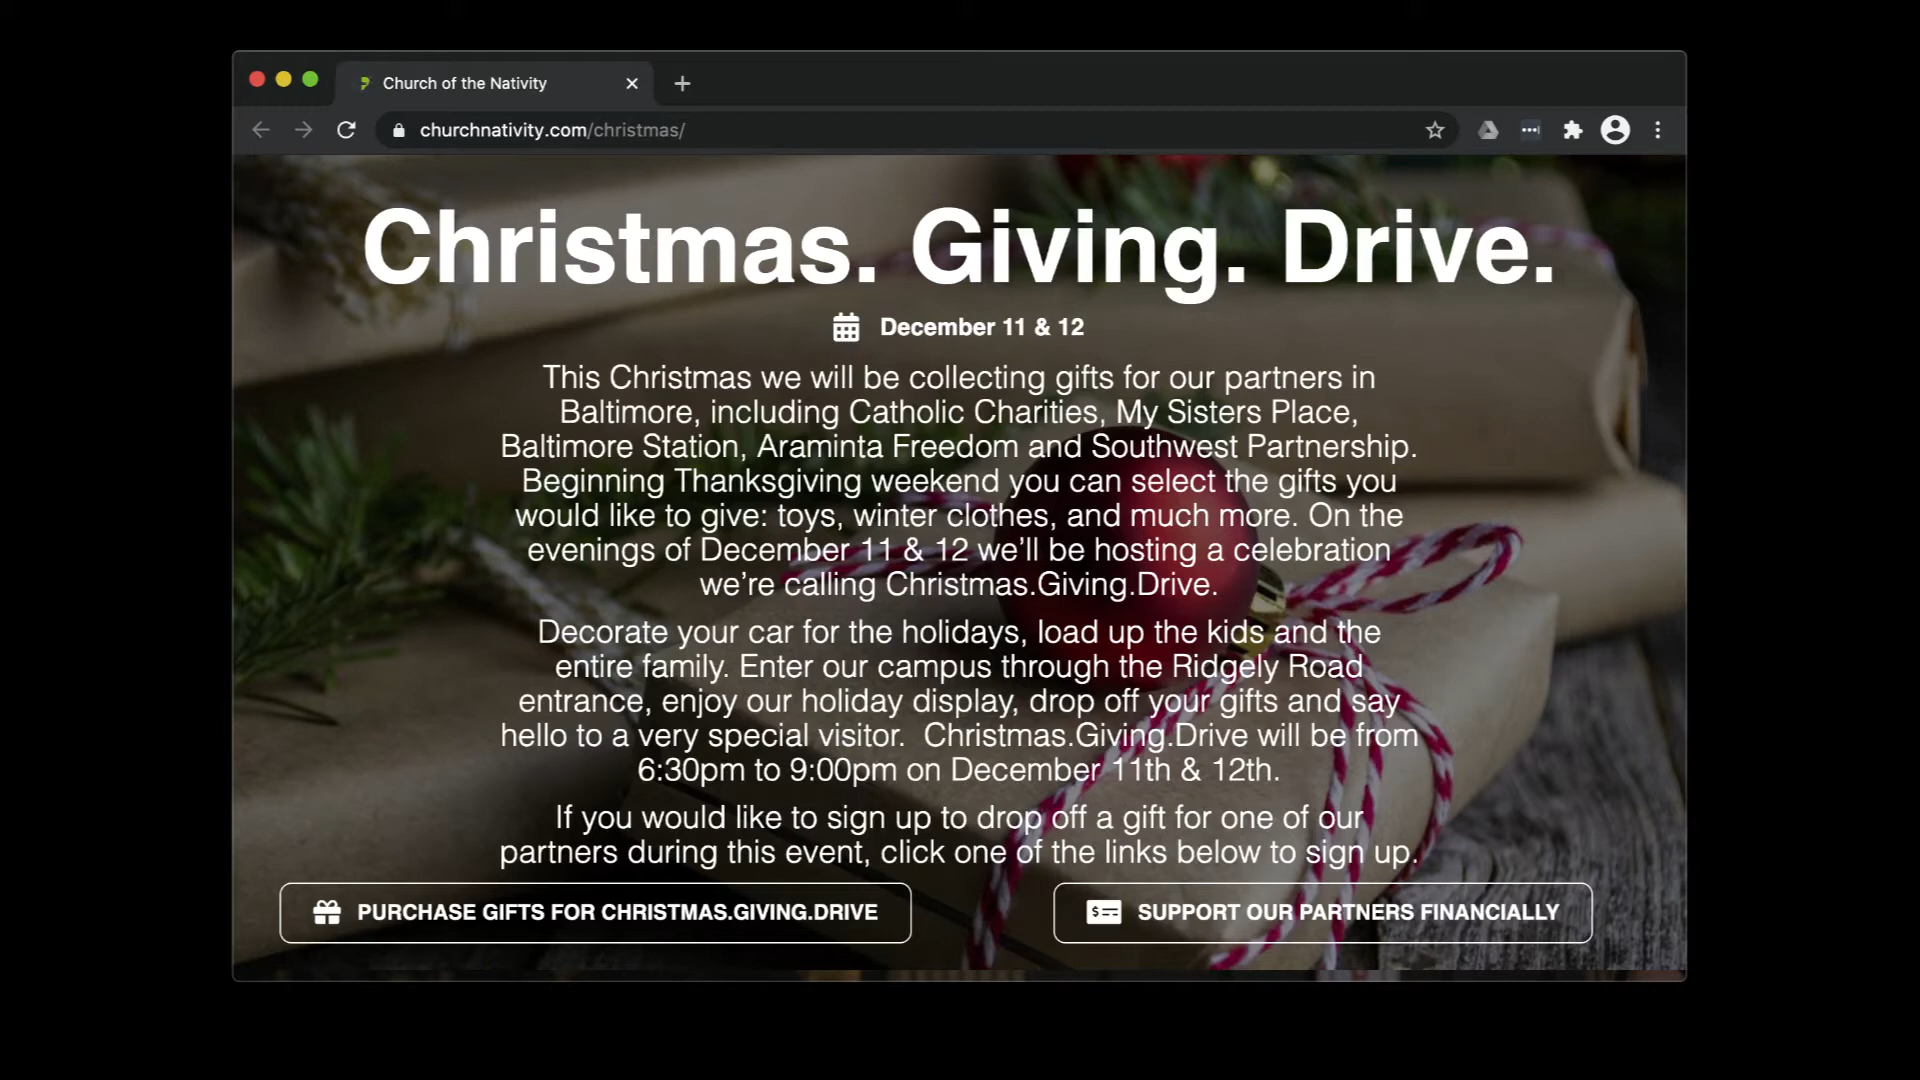 Church of the Nativity
churchnativity.com/christmas/
Christmas. Giving. Drive.
December 11 & 12
This Christmas we will be collecting gifts for our partners in
Baltimore, including Catholic Charities, My Sisters Place,
Baltimore Station, Araminta Freedom and Southwest Partnership.
Beginning Thanksgiving weekend you can select the gifts you
would like to give: toys, winter clothes, and much more. On the
evenings of December 11 & 12 we’ll be hosting a celebration
we’re calling Christmas.Giving.Drive.
Decorate your car for the holidays, load up the kids and the
entire family. Enter our campus through the Ridgely Road
entrance, enjoy our holiday display, drop off your gifts and say
hello to a very special visitor.  Christmas.Giving.Drive will be from
6:30pm to 9:00pm on December 11th & 12th.
If you would like to sign up to drop off a gift for one of our
partners during this event, click one of the links below to sign up.
PURCHASE GIFTS FOR CHRISTMAS.GIVING.DRIVE
SUPPORT OUR PARTNERS FINANCIALLY